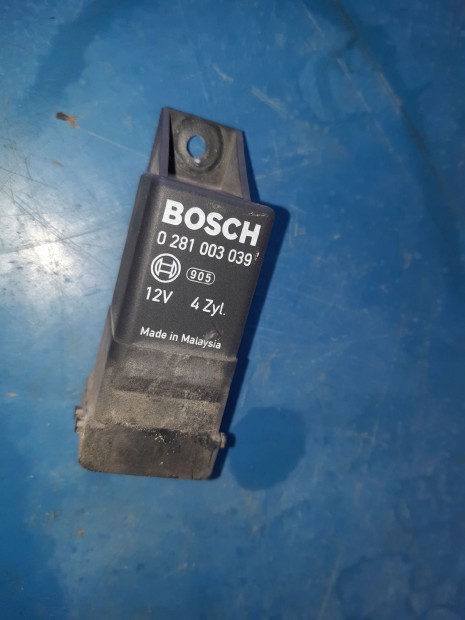 BOSCH
0 281 003 039
905
12V 4 Zyl.
Made in Malaysia